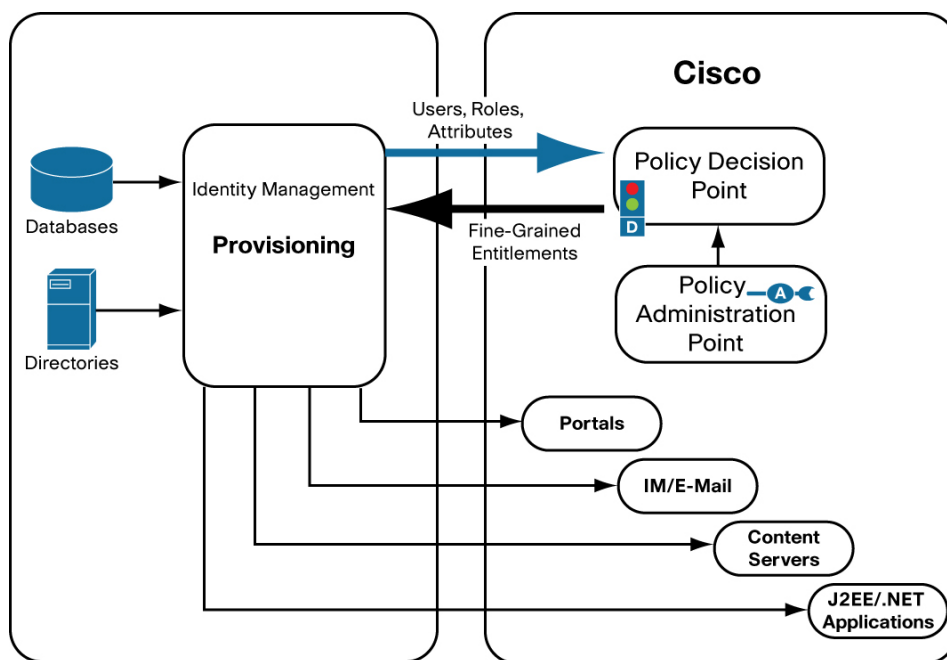 Cisco
Users, Roles,
Attributes
Policy Decision
Point
Identity Management
Provisioning
Databases
D
Fine-Grained
Entitlements
Policy
A
Administration
Point
Directories
Portals
IM/E-Mail
Content
Servers
J2EE/.NET
Applications